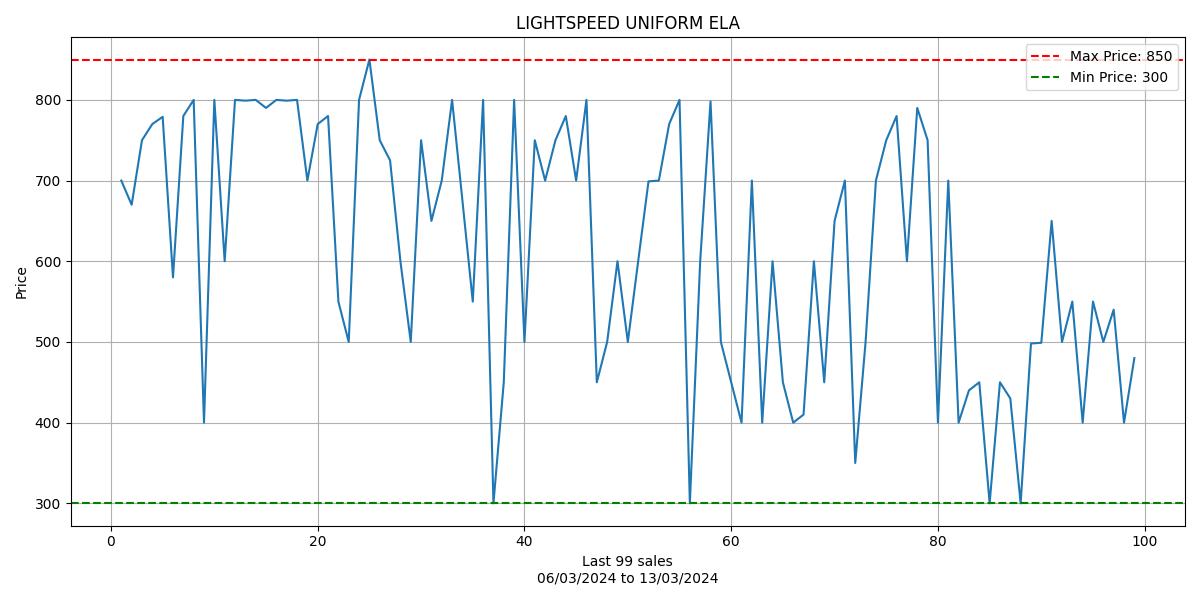 LIGHTSPEED UNIFORM ELA
Max Price: 850
Min Price: 300
Price
800
700
600
500
400
300
0 20 40 60 80 100
Last 99 sales
06/03/2024 to 13/03/2024